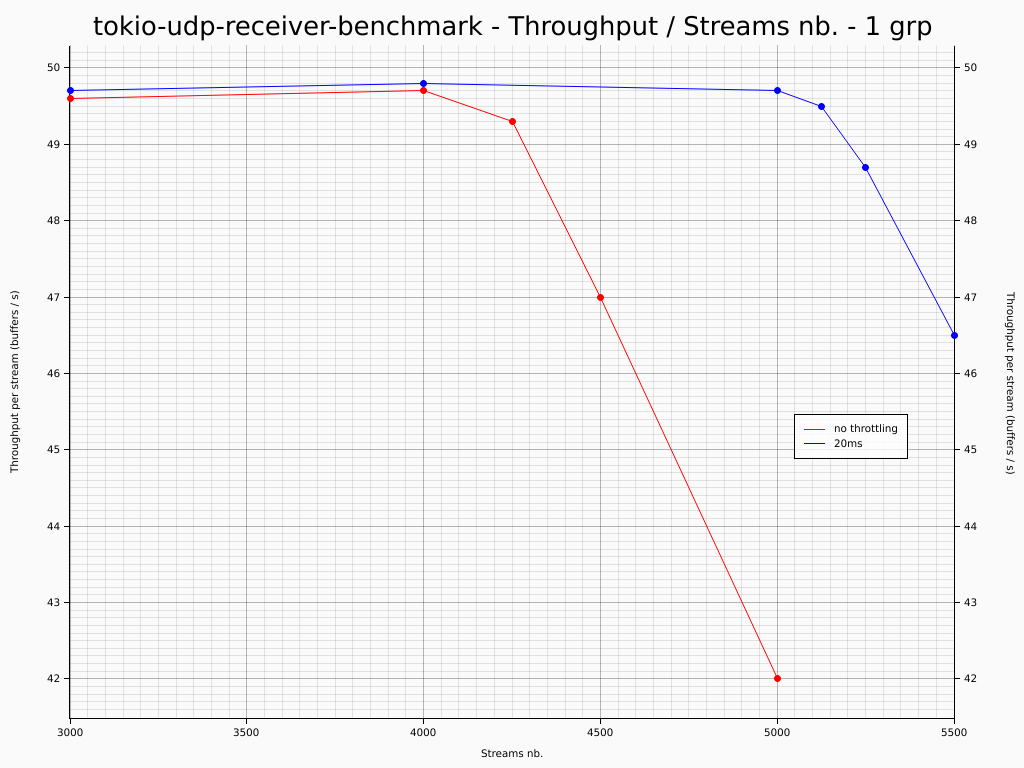 tokio-udp-receiver-benchmark - Throughput / Streams nb. - 1 grp
50
49
48
47
46
45
44
43
42
50
49
48
47
46
45
44
43
42
Throughput per stream (buffers / s)
Throughput per stream (buffers / s)
no throttling
20ms
3000 3500 4000 4500 5000 5500
Streams nb.